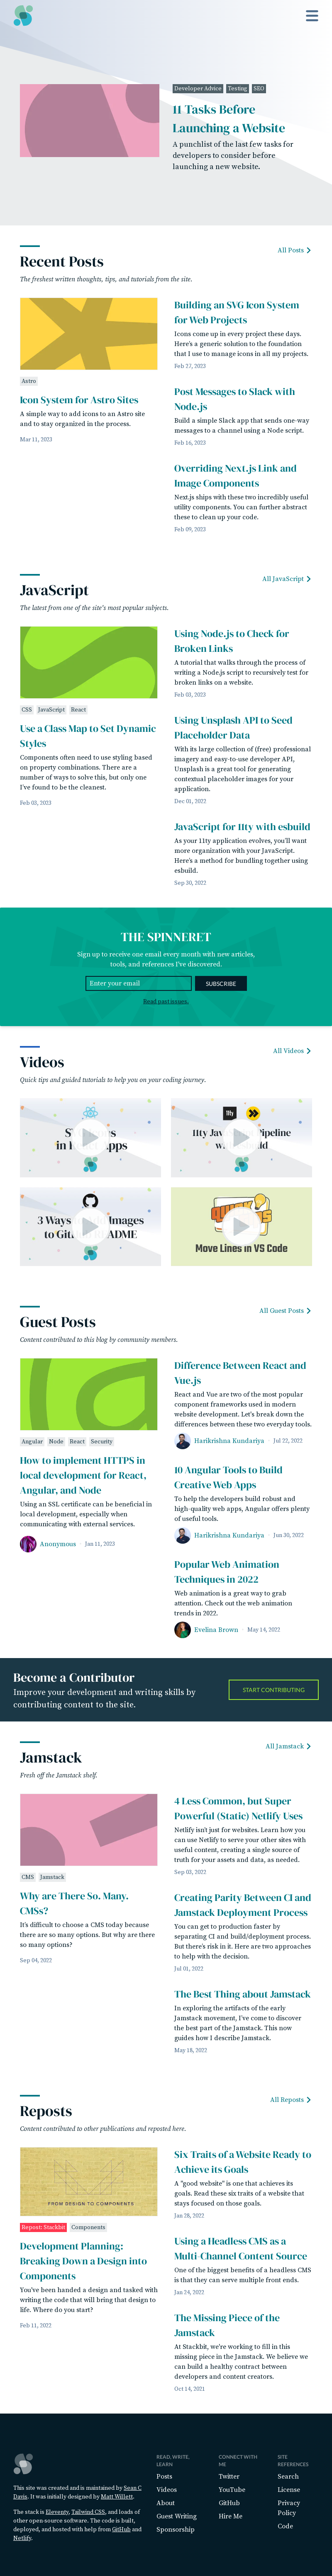 Developer Advice Testing SEO
11 Tasks Before
Launching a Website
A punchlist of the last few tasks for
developers to consider before
launching a new website.
All Posts
Recent Posts
The freshest written thoughts, tips, and tutorials from the site.
Astro
Icon System for Astro Sites
A simple way to add icons to an Astro site
and to stay organized in the process.
Mar 11, 2023
Building an SVG Icon System
for Web Projects
Icons come up in every project these days.
Here's a generic solution to the foundation
that I use to manage icons in all my projects.
Feb 27, 2023
Post Messages to Slack with
Node.js
Build a simple Slack app that sends one-way
messages to a channel using a Node script.
Feb 16, 2023
Overriding Next.js Link and
Image Components
Next.js ships with these two incredibly useful
utility components. You can further abstract
these to clean up your code.
Feb 09, 2023
All JavaScript
JavaScript
The latest from one of the site's most popular subjects.
CSS JavaScript React
Use a Class Map to Set Dynamic
Styles
Components often need to use styling based
on property combinations. There are a
number of ways to solve this, but only one
I've found to be the cleanest.
Feb 03, 2023
Using Node.js to Check for
Broken Links
A tutorial that walks through the process of
writing a Node.js script to recursively test for
broken links on a website.
Feb 03, 2023
Using Unsplash API to Seed
Placeholder Data
With its large collection of (free) professional
imagery and easy-to-use developer API,
Unsplash is a great tool for generating
contextual placeholder images for your
application.
Dec 01, 2022
JavaScript for 11ty with esbuild
As your 11ty application evolves, you'll want
more organization with your JavaScript.
Here's a method for bundling together using
esbuild.
Sep 30, 2022
THE SPINNERET
Sign up to receive one email every month with new articles,
tools, and references I've discovered.
Enter your email
SUBSCRIBE
Read past issues.
All Videos
Videos
Quick tips and guided tutorials to help you on your coding journey.
11ty
Move Lines in VS Code
All Guest Posts
Guest Posts
Content contributed to this blog by community members.
Angular Node React Security
How to implement HTTPS in
local development for React,
Angular, and Node
Using an SSL certificate can be beneficial in
local development, especially when
communicating with external services.
Anonymous · Jan 11, 2023
Difference Between React and
Vue.js
React and Vue are two of the most popular
component frameworks used in modern
website development. Let's break down the
differences between these two everyday tools.
Harikrishna Kundariya · Jul 22, 2022
10 Angular Tools to Build
Creative Web Apps
To help the developers build robust and
high-quality web apps, Angular offers plenty
of useful tools.
Harikrishna Kundariya · Jun 30, 2022
Popular Web Animation
Techniques in 2022
Web animation is a great way to grab
attention. Check out the web animation
trends in 2022.
Evelina Brown · May 14, 2022
Become a Contributor
Improve your development and writing skills by
contributing content to the site.
START CONTRIBUTING
All Jamstack
Jamstack
Fresh off the Jamstack shelf.
CMS Jamstack
Why are There So. Many.
CMSs?
It's difficult to choose a CMS today because
there are so many options. But why are there
so many options?
Sep 04, 2022
4 Less Common, but Super
Powerful (Static) Netlify Uses
Netlify isn't just for websites. Learn how you
can use Netlify to serve your other sites with
useful content, creating a single source of
truth for your assets and data, as needed.
Sep 03, 2022
Creating Parity Between CI and
Jamstack Deployment Process
You can get to production faster by
separating CI and build/deployment process.
But there's risk in it. Here are two approaches
to help with the decision.
Jul 01, 2022
The Best Thing about Jamstack
In exploring the artifacts of the early
Jamstack movement, I've come to discover
the best part of the Jamstack. This now
guides how I describe Jamstack.
May 18, 2022
All Reposts
Reposts
Content contributed to other publications and reposted here.
FROM DESIGN TO COMPONENTS
Repost: Stackbit Components
Development Planning:
Breaking Down a Design into
Components
You've been handed a design and tasked with
writing the code that will bring that design to
life. Where do you start?
Feb 11, 2022
Six Traits of a Website Ready to
Achieve its Goals
A "good website" is one that achieves its
goals. Read these six traits of a website that
stays focused on those goals.
Jan 28, 2022
Using a Headless CMS as a
Multi-Channel Content Source
One of the biggest benefits of a headless CMS
is that they can serve multiple front ends.
Jan 24, 2022
The Missing Piece of the
Jamstack
At Stackbit, we're working to fill in this
missing piece in the Jamstack. We believe we
can build a healthy contract between
developers and content creators.
Oct 14, 2021
This site was created and is maintained by Sean C
Davis. It was initially designed by Matt Willett.
The stack is Eleventy, Tailwind CSS, and loads of
other open source software. The code is built,
deployed, and hosted with help from GitHub and
Netlify.
READ, WRITE,
LEARN
Posts
Videos
About
Guest Writing
Sponsorship
CONNECT WITH
ME
Twitter
YouTube
GitHub
Hire Me
SITE
REFERENCES
Search
License
Privacy
Policy
Code